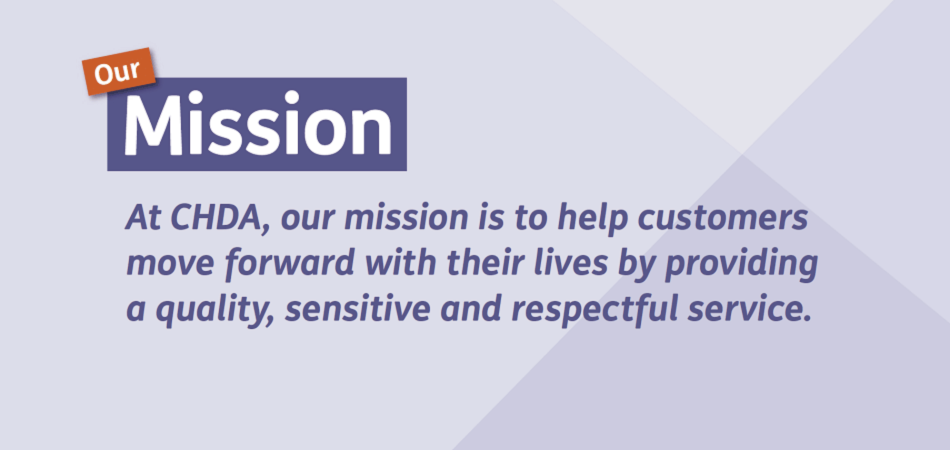 Our
Mission
At CHDA, our mission is to help customers
move forward with their lives by providing
a quality, sensitive and respectful service.